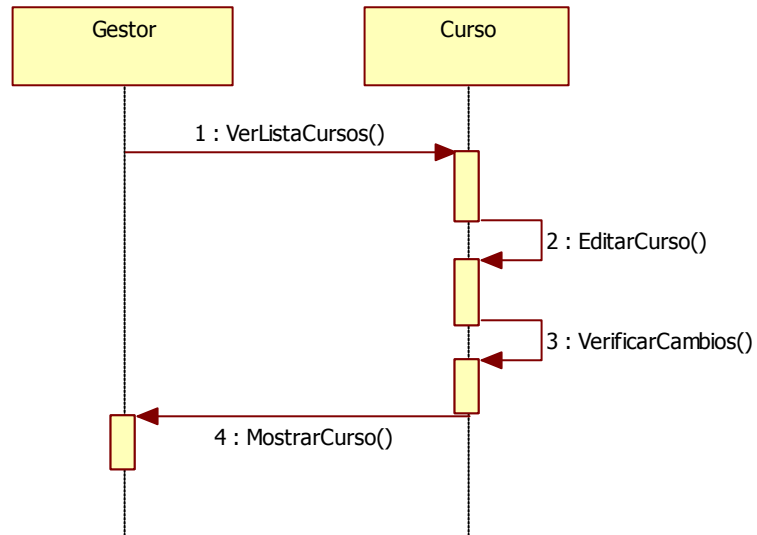 Gestor
Curso
1 : VerListaCursos()
2 : EditarCurso()
3 : VerificarCambios()
4 : MostrarCurso()